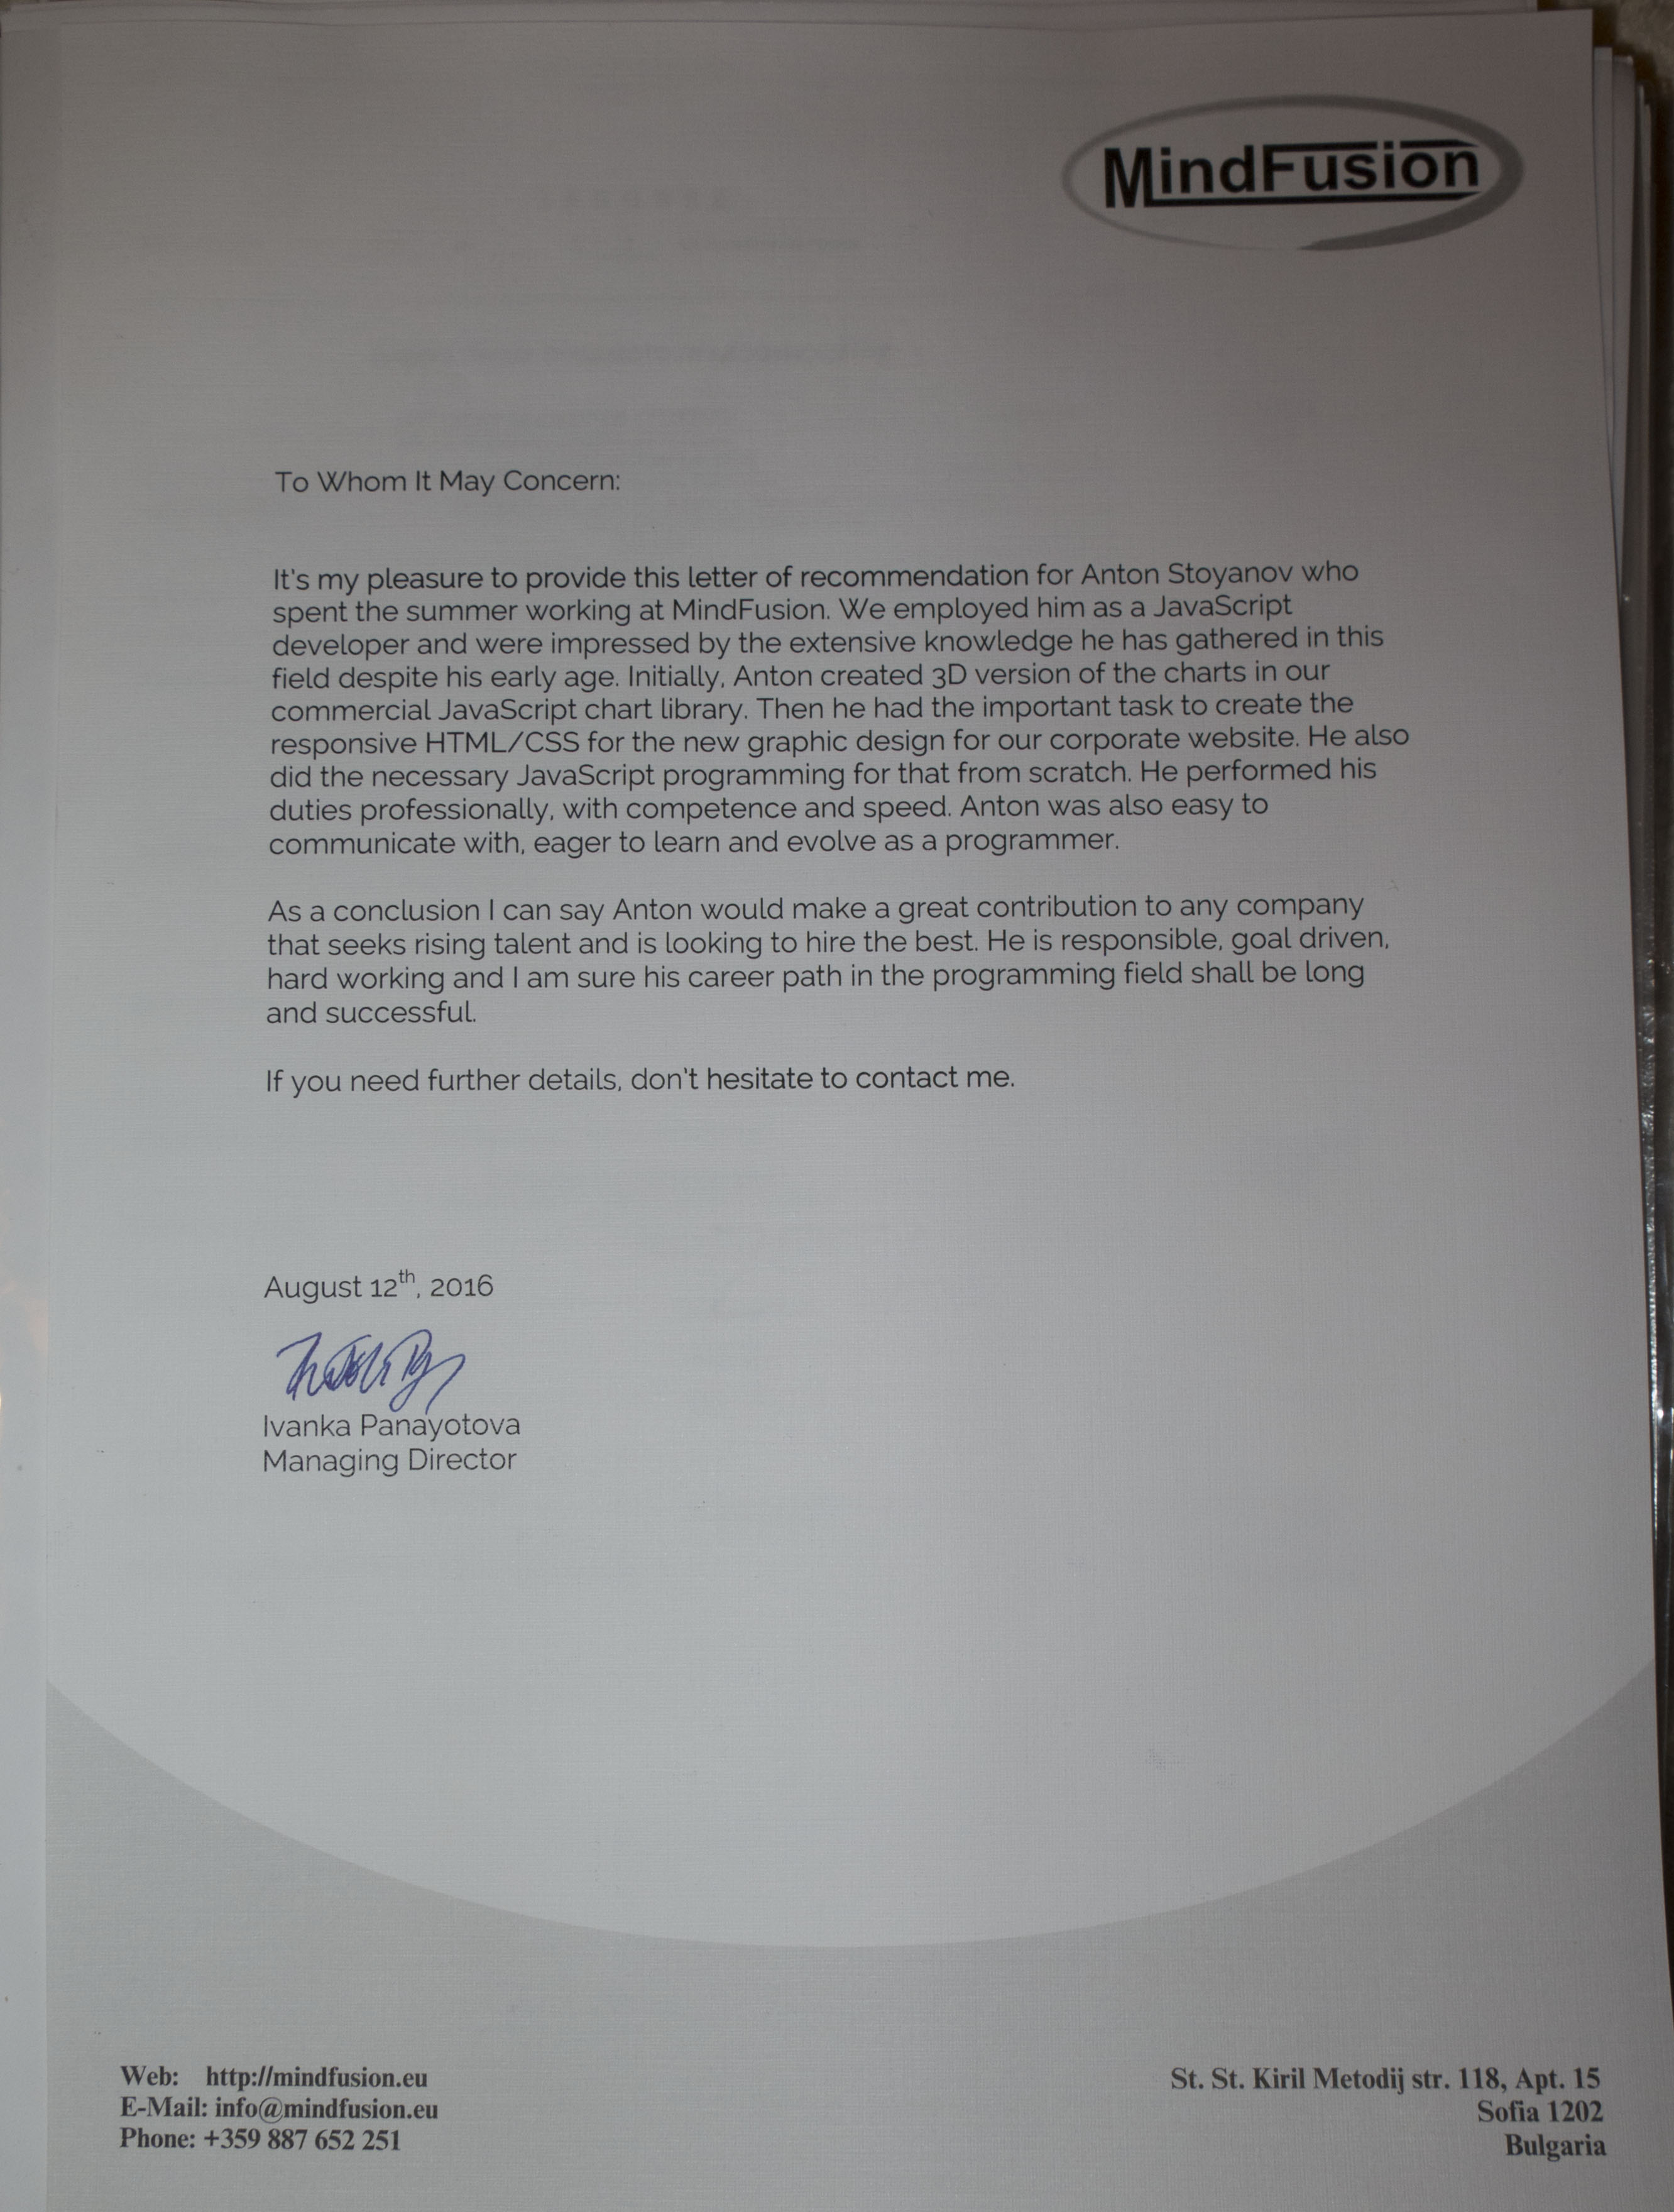 MindFusion
To Whom It May Concern:
It's my pleasure to provide this letter of recommendation for Anton Stoyanov who
spent the summer working at MindFusion. We employed him as a JavaScript
developer and were impressed by the extensive knowledge he has gathered in this
field despite his early age. Initially, Anton created 3D version of the charts in our
commercial JavaScript chart library. Then he had the important task to create the
responsive HTML/CSS for the new graphic design for our corporate website. He also
did the necessary JavaScript programming for that from scratch. He performed his
duties professionally, with competence and speed. Anton was also easy to
communicate with, eager to learn and evolve as a programmer.
As a conclusion I can say Anton would make a great contribution to any company
that seeks rising talent and is looking to hire the best. He is responsible, goal driven,
hard working and I am sure his career path in the programming field shall be long
and successful.
If you need further details, don't hesitate to contact me.
August 12th, 2016
Ivanka Panayotova
Managing Director
Web: http://mindfusion.eu
E-Mail: info@mindfusion.eu
Phone: +359 887 652 251
St. St. Kiril Metodij str. 118, Apt. 15
Sofia 1202
Bulgaria